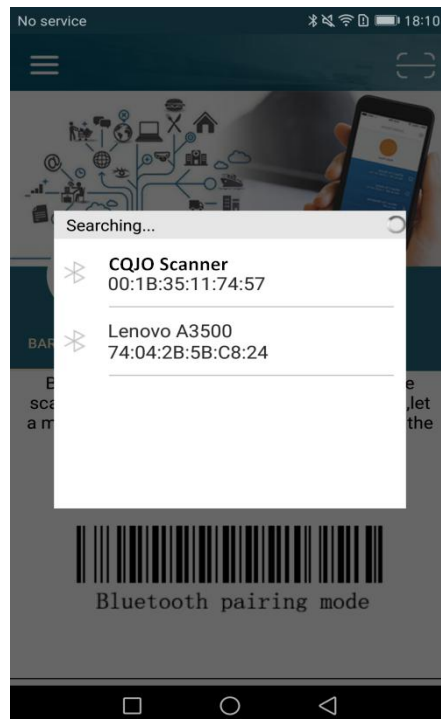 No service
18:10
Searching...
CQJO Scanner
00:1B:35:11:74:57
Lenovo A3500
74:04:2B:5B:C8:24
BAR
B e
sca ,let
a m the
Bluetooth pairing mode